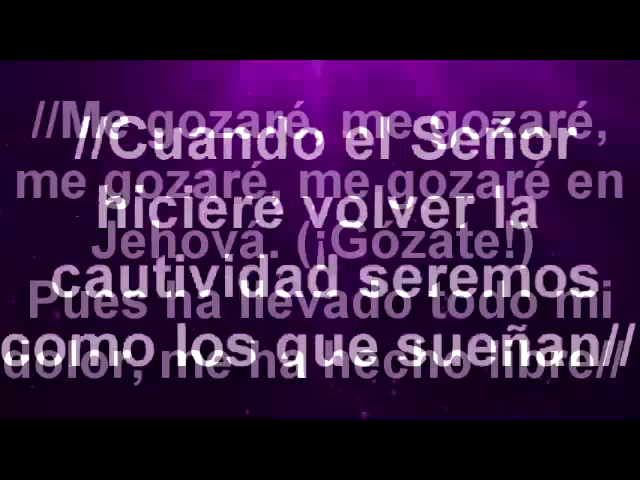 //Me gozaré, me gozaré,
me gozaré, me gozaré en
Jehová. (¡Gózate!)
Pues ha llevado todo mi
dolor, me ha hecho libre//
//Cuando el Señor
hiciere volver la
cautividad seremos
como los que sueñan//